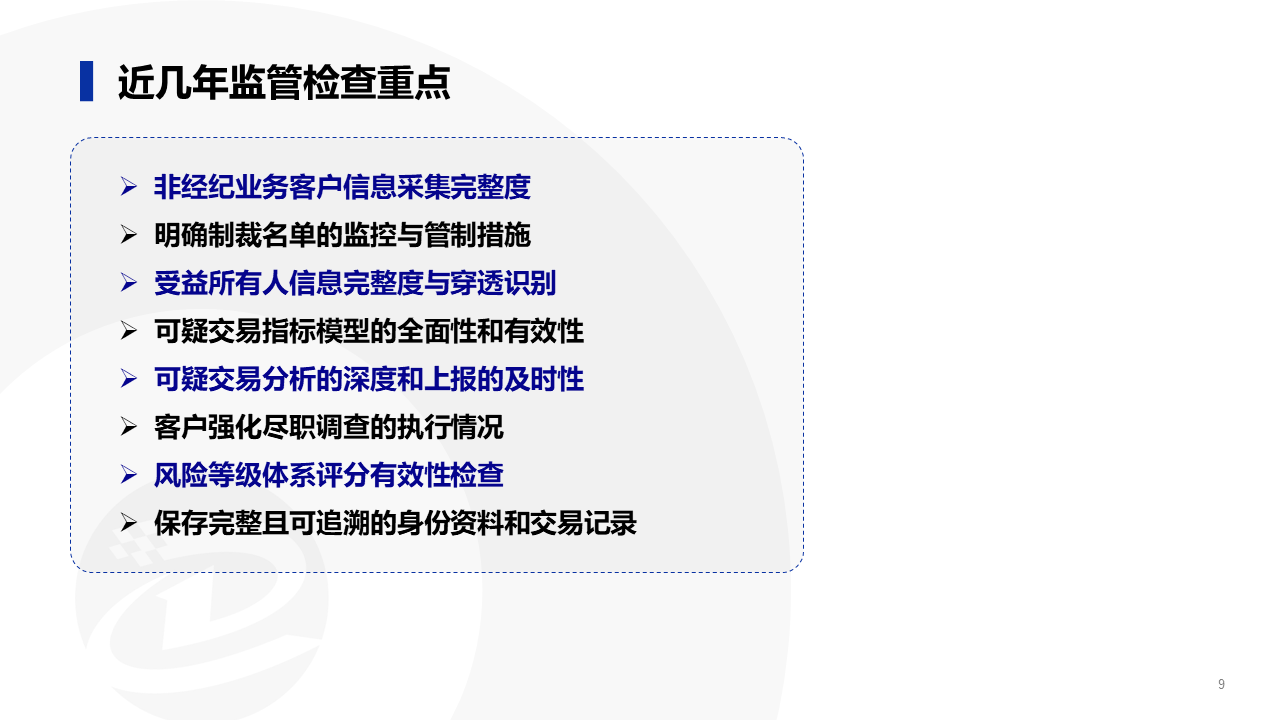 近几年监管检查重点
非经纪业务客户信息采集完整度
明确制裁名单的监控与管制措施
受益所有人信息完整度与穿透识别
可疑交易指标模型的全面性和有效性
可疑交易分析的深度和上报的及时性
客户强化尽职调查的执行情况
风险等级体系评分有效性检查
保存完整且可追溯的身份资料和交易记录
9